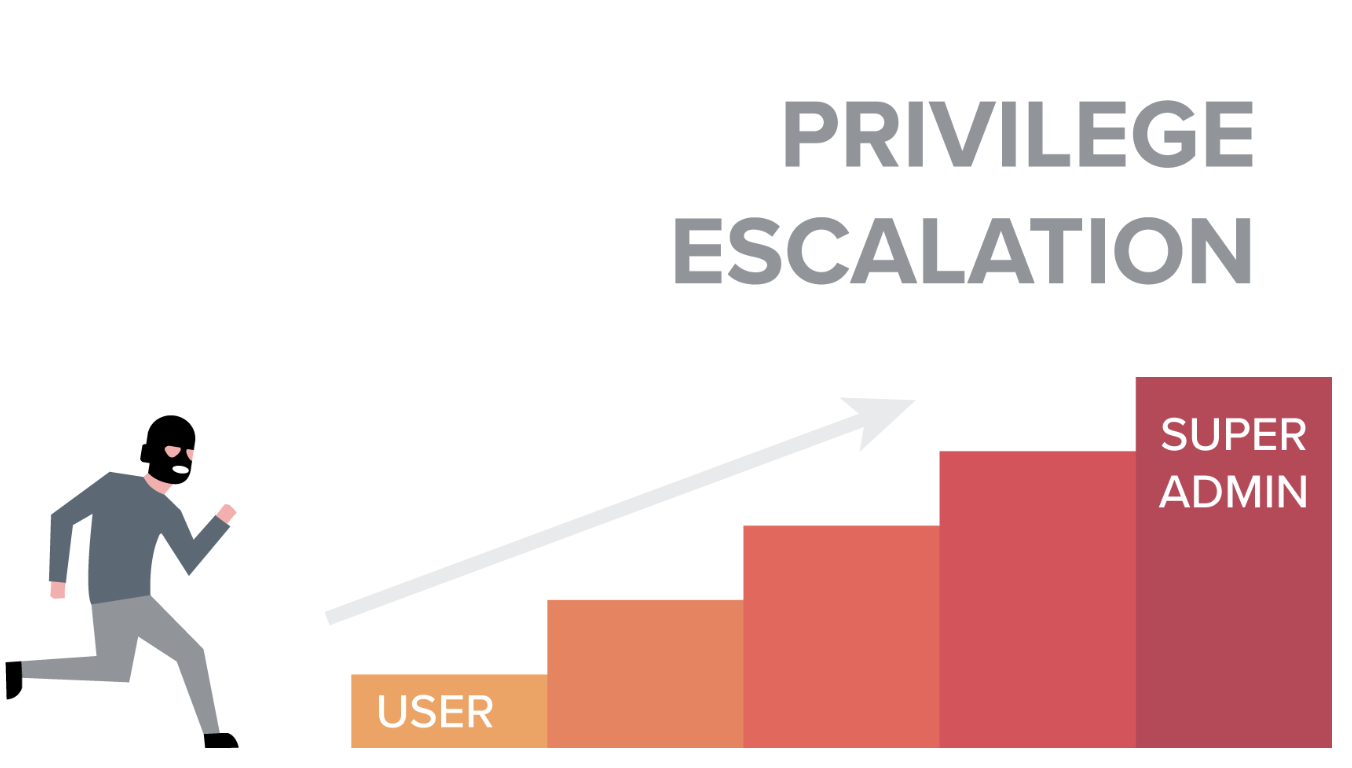 PRIVILEGE
ESCALATION
SUPER
ADMIN
USER